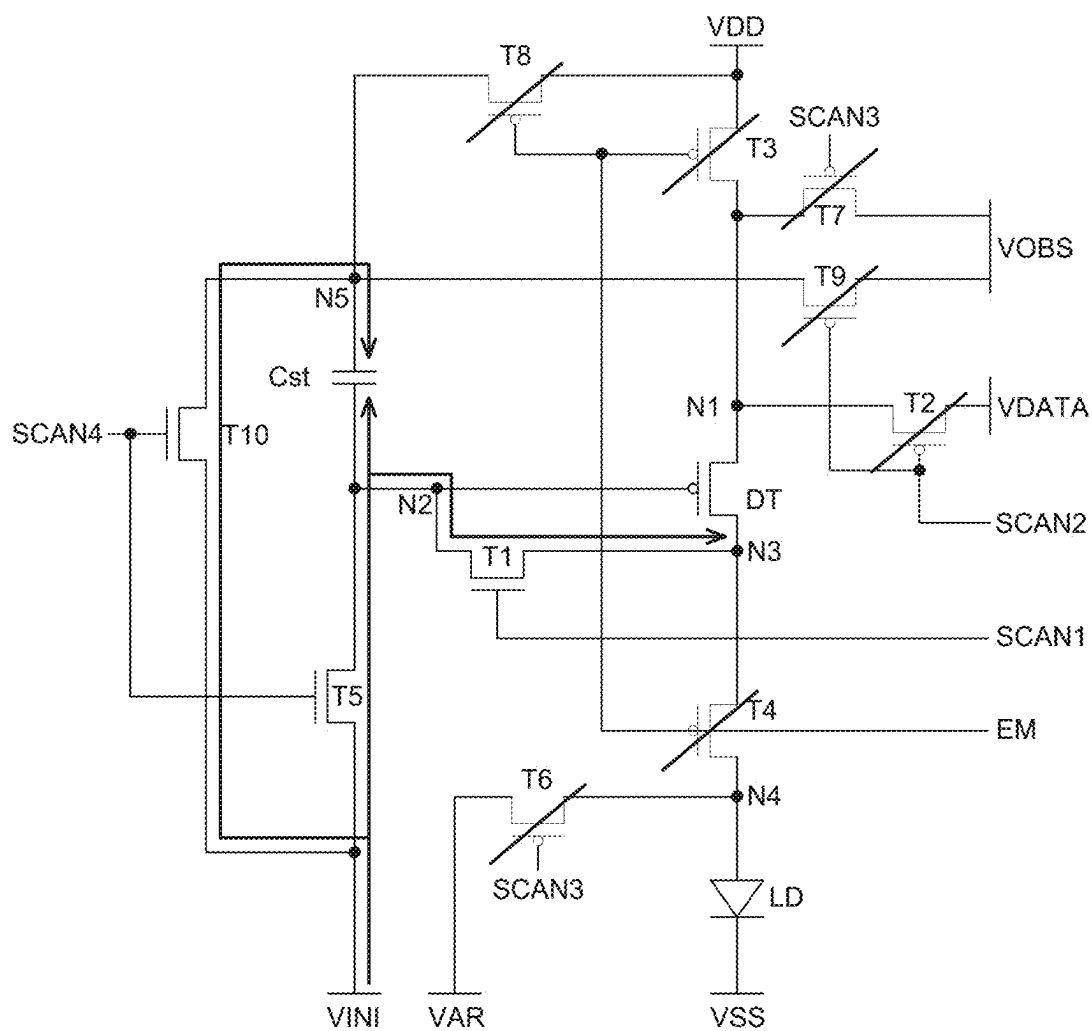 VDD
T8
SCAN3
T3
T7
VOBS
N5
T9
Cst
N1
T2
VDATA
SCAN4
T10
N2
DT
SCAN2
T1
N3
SCAN1
T5
T4
EM
T6
N4
SCAN3
LD
VINI
VAR
VSS